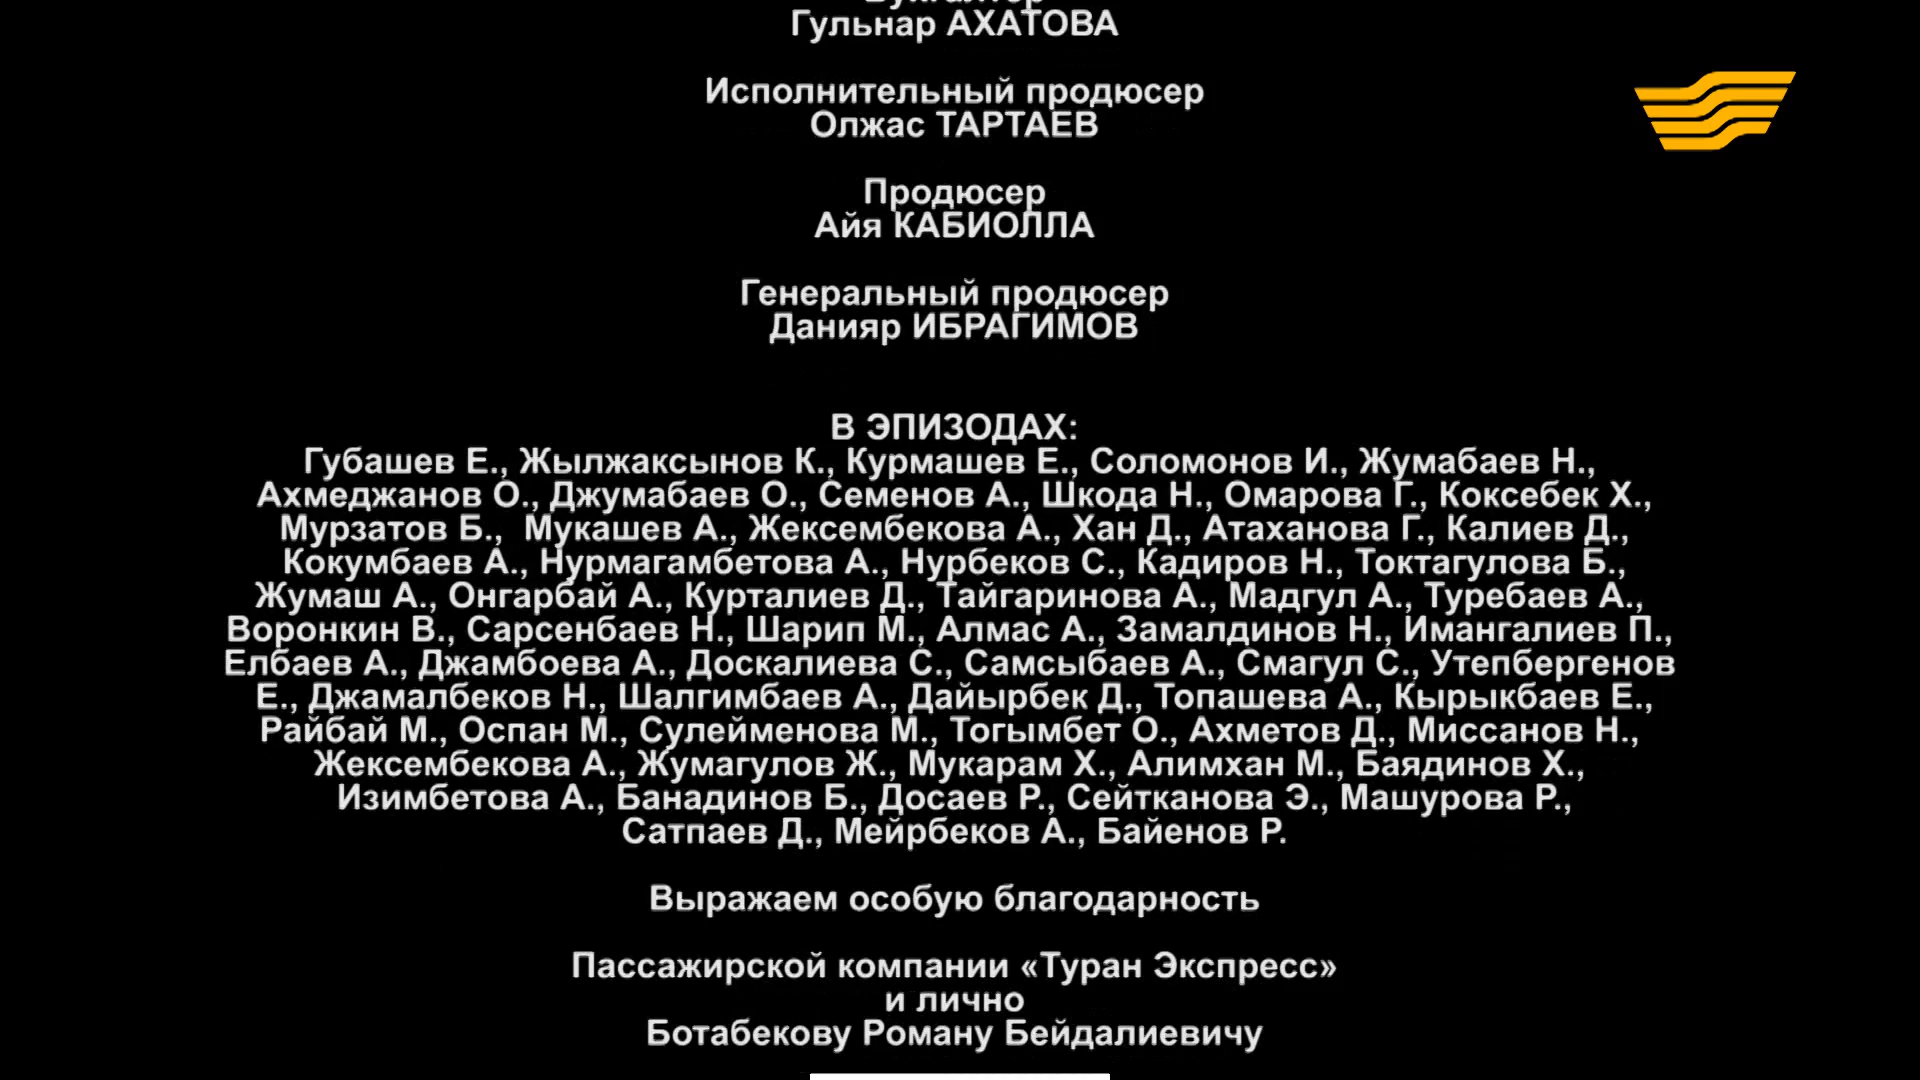 Бухгалтер
Гульнар АХАТОВА
Исполнительный продюсер
Олжас ТАРТАЕВ
Продюсер
Айя КАБИОЛЛА
Генеральный продюсер
Данияр ИБРАГИМОВ
В ЭПИЗОДАХ:
Губашев Е., Жылжаксынов К., Курмашев Е., Соломонов И., Жумабаев Н.,
Ахмеджанов О., Джумабаев О., Семенов А., Шкода Н., Омарова Г., Коксебек Х.,
Мурзатов Б., Мукашев А., Жексембекова А., Хан Д., Атаханова Г., Калиев Д.,
Кокумбаев А., Нурмагамбетова А., Нурбеков С., Кадиров Н., Токтагулова Б.,
Жумаш А., Онгарбай А., Курталиев Д., Тайгаринова А., Мадгул А., Туребаев А.,
Воронкин В., Сарсенбаев Н., Шарип М., Алмас А., Замалдинов Н., Имангалиев П.,
Елбаев А., Джамбоева А., Доскалиева С., Самсыбаев А., Смагул С., Утепбергенов
Е., Джамалбеков Н., Шалгимбаев А., Дайырбек Д., Топашева А., Кырыкбаев Е.,
Райбай М., Оспан М., Сулейменова М., Тогымбет О., Ахметов Д., Миссанов Н.,
Жексембекова А., Жумагулов Ж., Мукарам Х., Алимхан М., Баядинов Х.,
Изимбетова А., Банадинов Б., Досаев Р., Сейтканова Э., Машурова Р.,
Сатпаев Д., Мейрбеков А., Байенов Р.
Выражаем особую благодарность
Пассажирской компании «Туран Экспресс»
и лично
Ботабекову Роману Бейдалиевичу